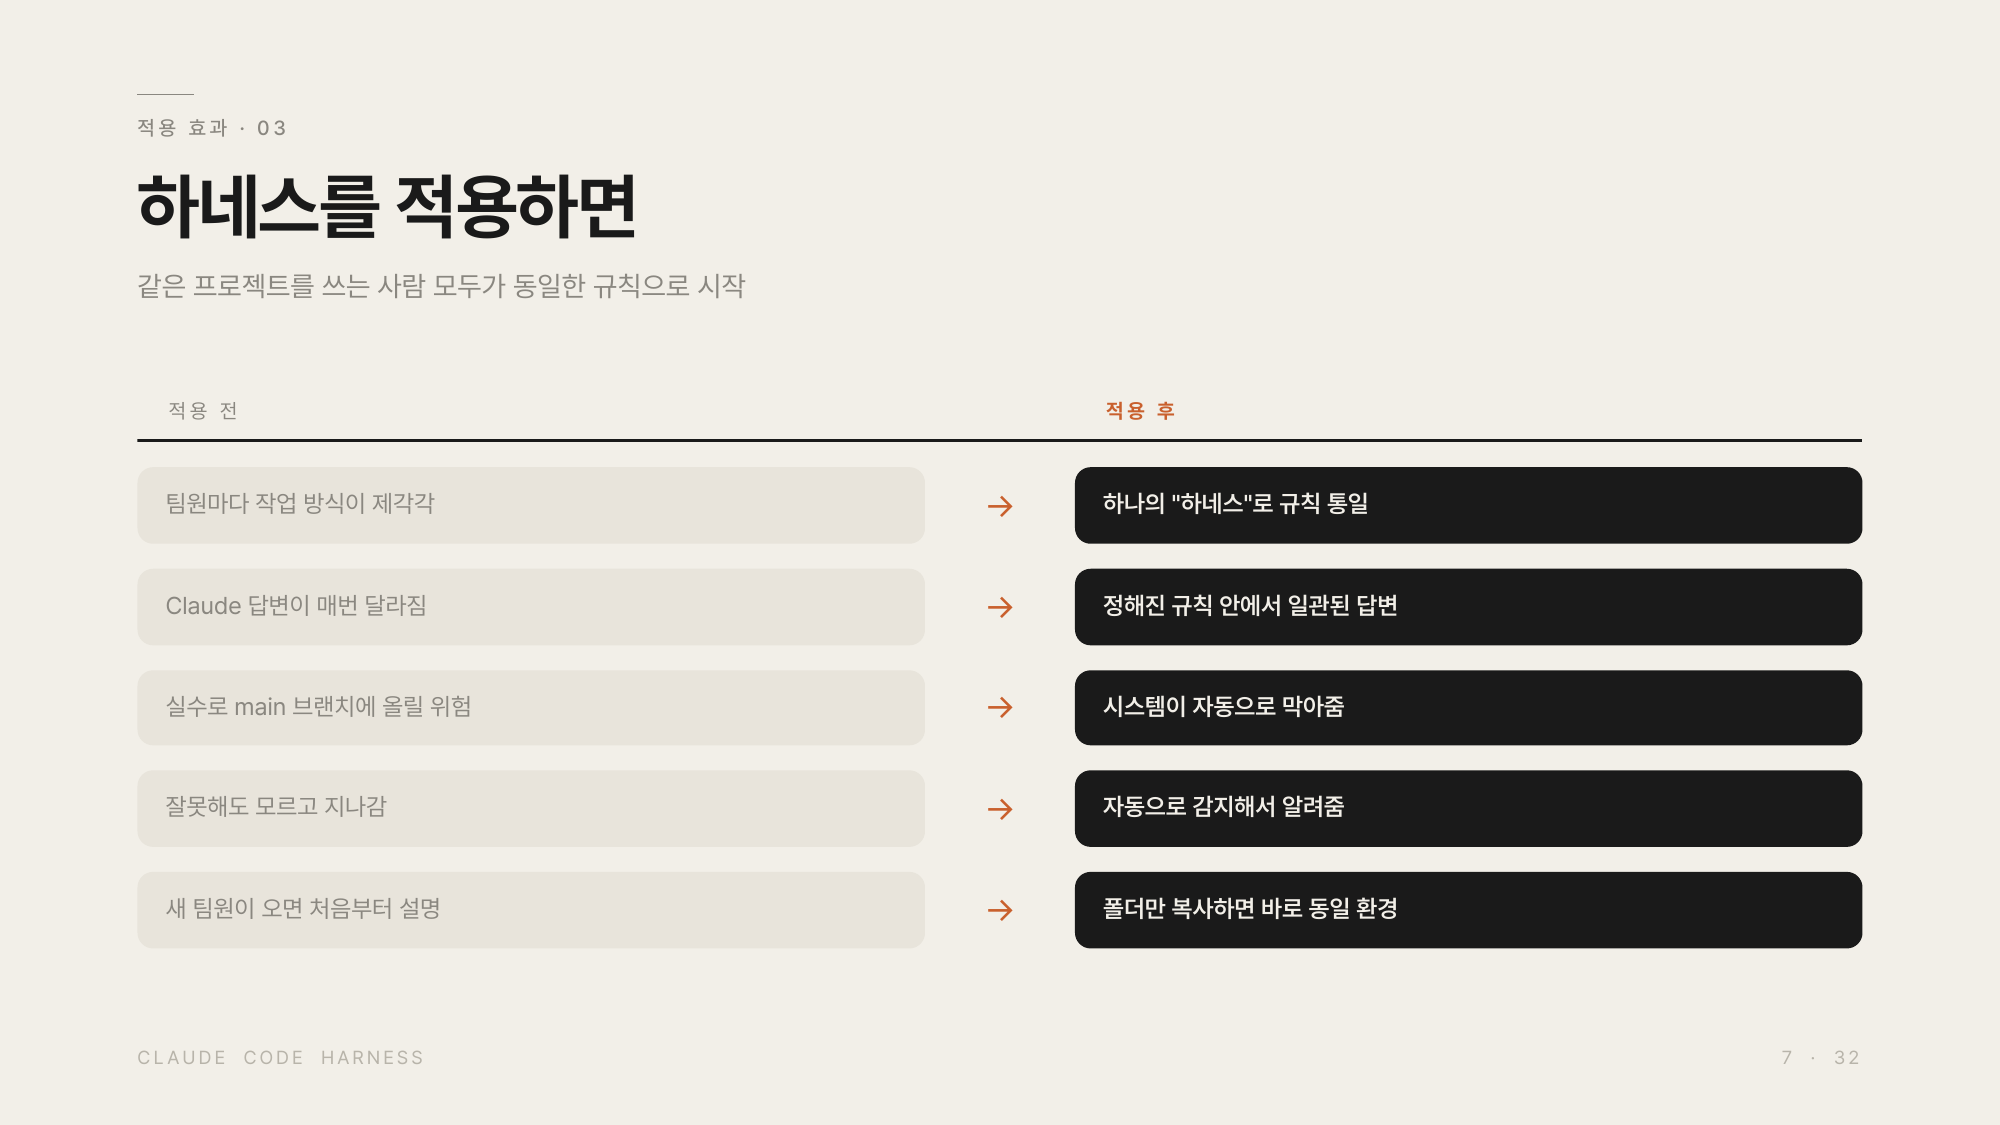 적용 효과 · 03
하네스를 적용하면
같은 프로젝트를 쓰는 사람 모두가 동일한 규칙으로 시작
적용 전
적용 후
팀원마다 작업 방식이 제각각 → 하나의 "하네스"로 규칙 통일
Claude 답변이 매번 달라짐 → 정해진 규칙 안에서 일관된 답변
실수로 main 브랜치에 올릴 위험 → 시스템이 자동으로 막아줌
잘못해도 모르고 지나감 → 자동으로 감지해서 알려줌
새 팀원이 오면 처음부터 설명 → 폴더만 복사하면 바로 동일 환경
CLAUDE CODE HARNESS
7 · 32